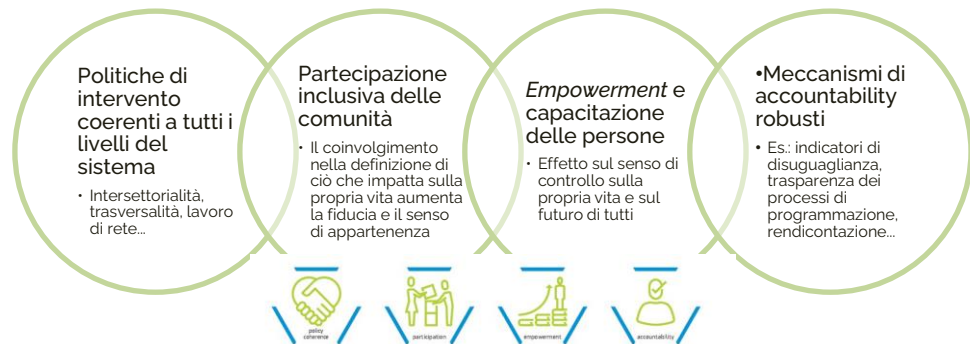 Politiche di
intervento
coerenti a tutti i
livelli del
sistema
• Intersettorialità,
trasversalità, lavoro
di rete...
Partecipazione
inclusiva delle
comunità
• Il coinvolgimento
nella definizione di
ciò che impatta sulla
propria vita aumenta
la fiducia e il senso
di appartenenza
Empowerment e
capacitazione
delle persone
• Effetto sul senso di
controllo sulla
propria vita e sul
futuro di tutti
•Meccanismi di
accountability
robusti
• Es.: indicatori di
disuguaglianza,
trasparenza dei
processi di
programmazione,
rendicontazione...
policy
coherence
participation
empowerment
accountability